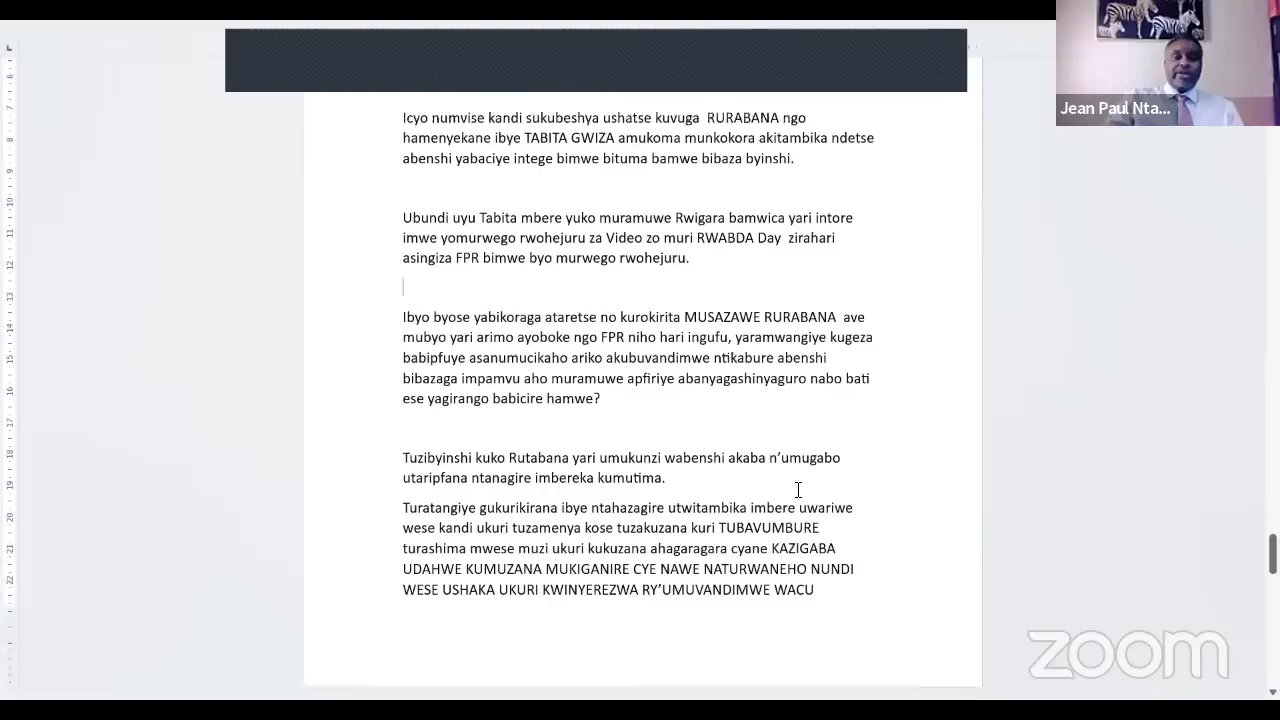 Icyo numvise kandi sukubeshya ushatse kuvuga RURABANA ngo
hamenyekane ibye TABITA GWIZA amukoma munkokora akitambika ndetse
abenshi yabaciye intege bimwe bituma bamwe bibaza byinshi.
Ubundi uyu Tabita mbere yuko muramuwe Rwigara bamwica yari intore
imwe yomurwego rwohejuru za Video zo muri RWABDA Day zirahari
asingiza FPR bimwe byo murwego rwohejuru.
Ibyo byose yabikoraga ataretse no kurokirita MUSAZAWE RURABANA ave
mubyo yari arimo ayoboke ngo FPR niho hari ingufu, yaramwangiye kugeza
babipfuye asanumucikaho ariko akubuvandimwe ntikabure abenshi
bibazaga impamvu aho muramuwe apfiriye abanyagashinyaguro nabo bati
ese yagirango babicire hamwe?
Tuzibyinshi kuko Rutabana yari umukunzi wabenshi akaba n’umugabo
utaripfana ntanagire imbereka kumutima.
Turatangiye gukurikirana ibye ntahazagire utwitambika imbere uwariwe
wese kandi ukuri tuzamenya kose tuzakuzana kuri TUBAVUMBURE
turashima mwese muzi ukuri kukuzana ahagaragara cyane KAZIGABA
UDAHWE KUMUZANA MUKIGANIRE CYE NAWE NATURWANEHO NUNDI
WESE USHAKA UKURI KWINYEREZWA RY’UMUVANDIMWE WACU
Jean Paul Nta...
zoom